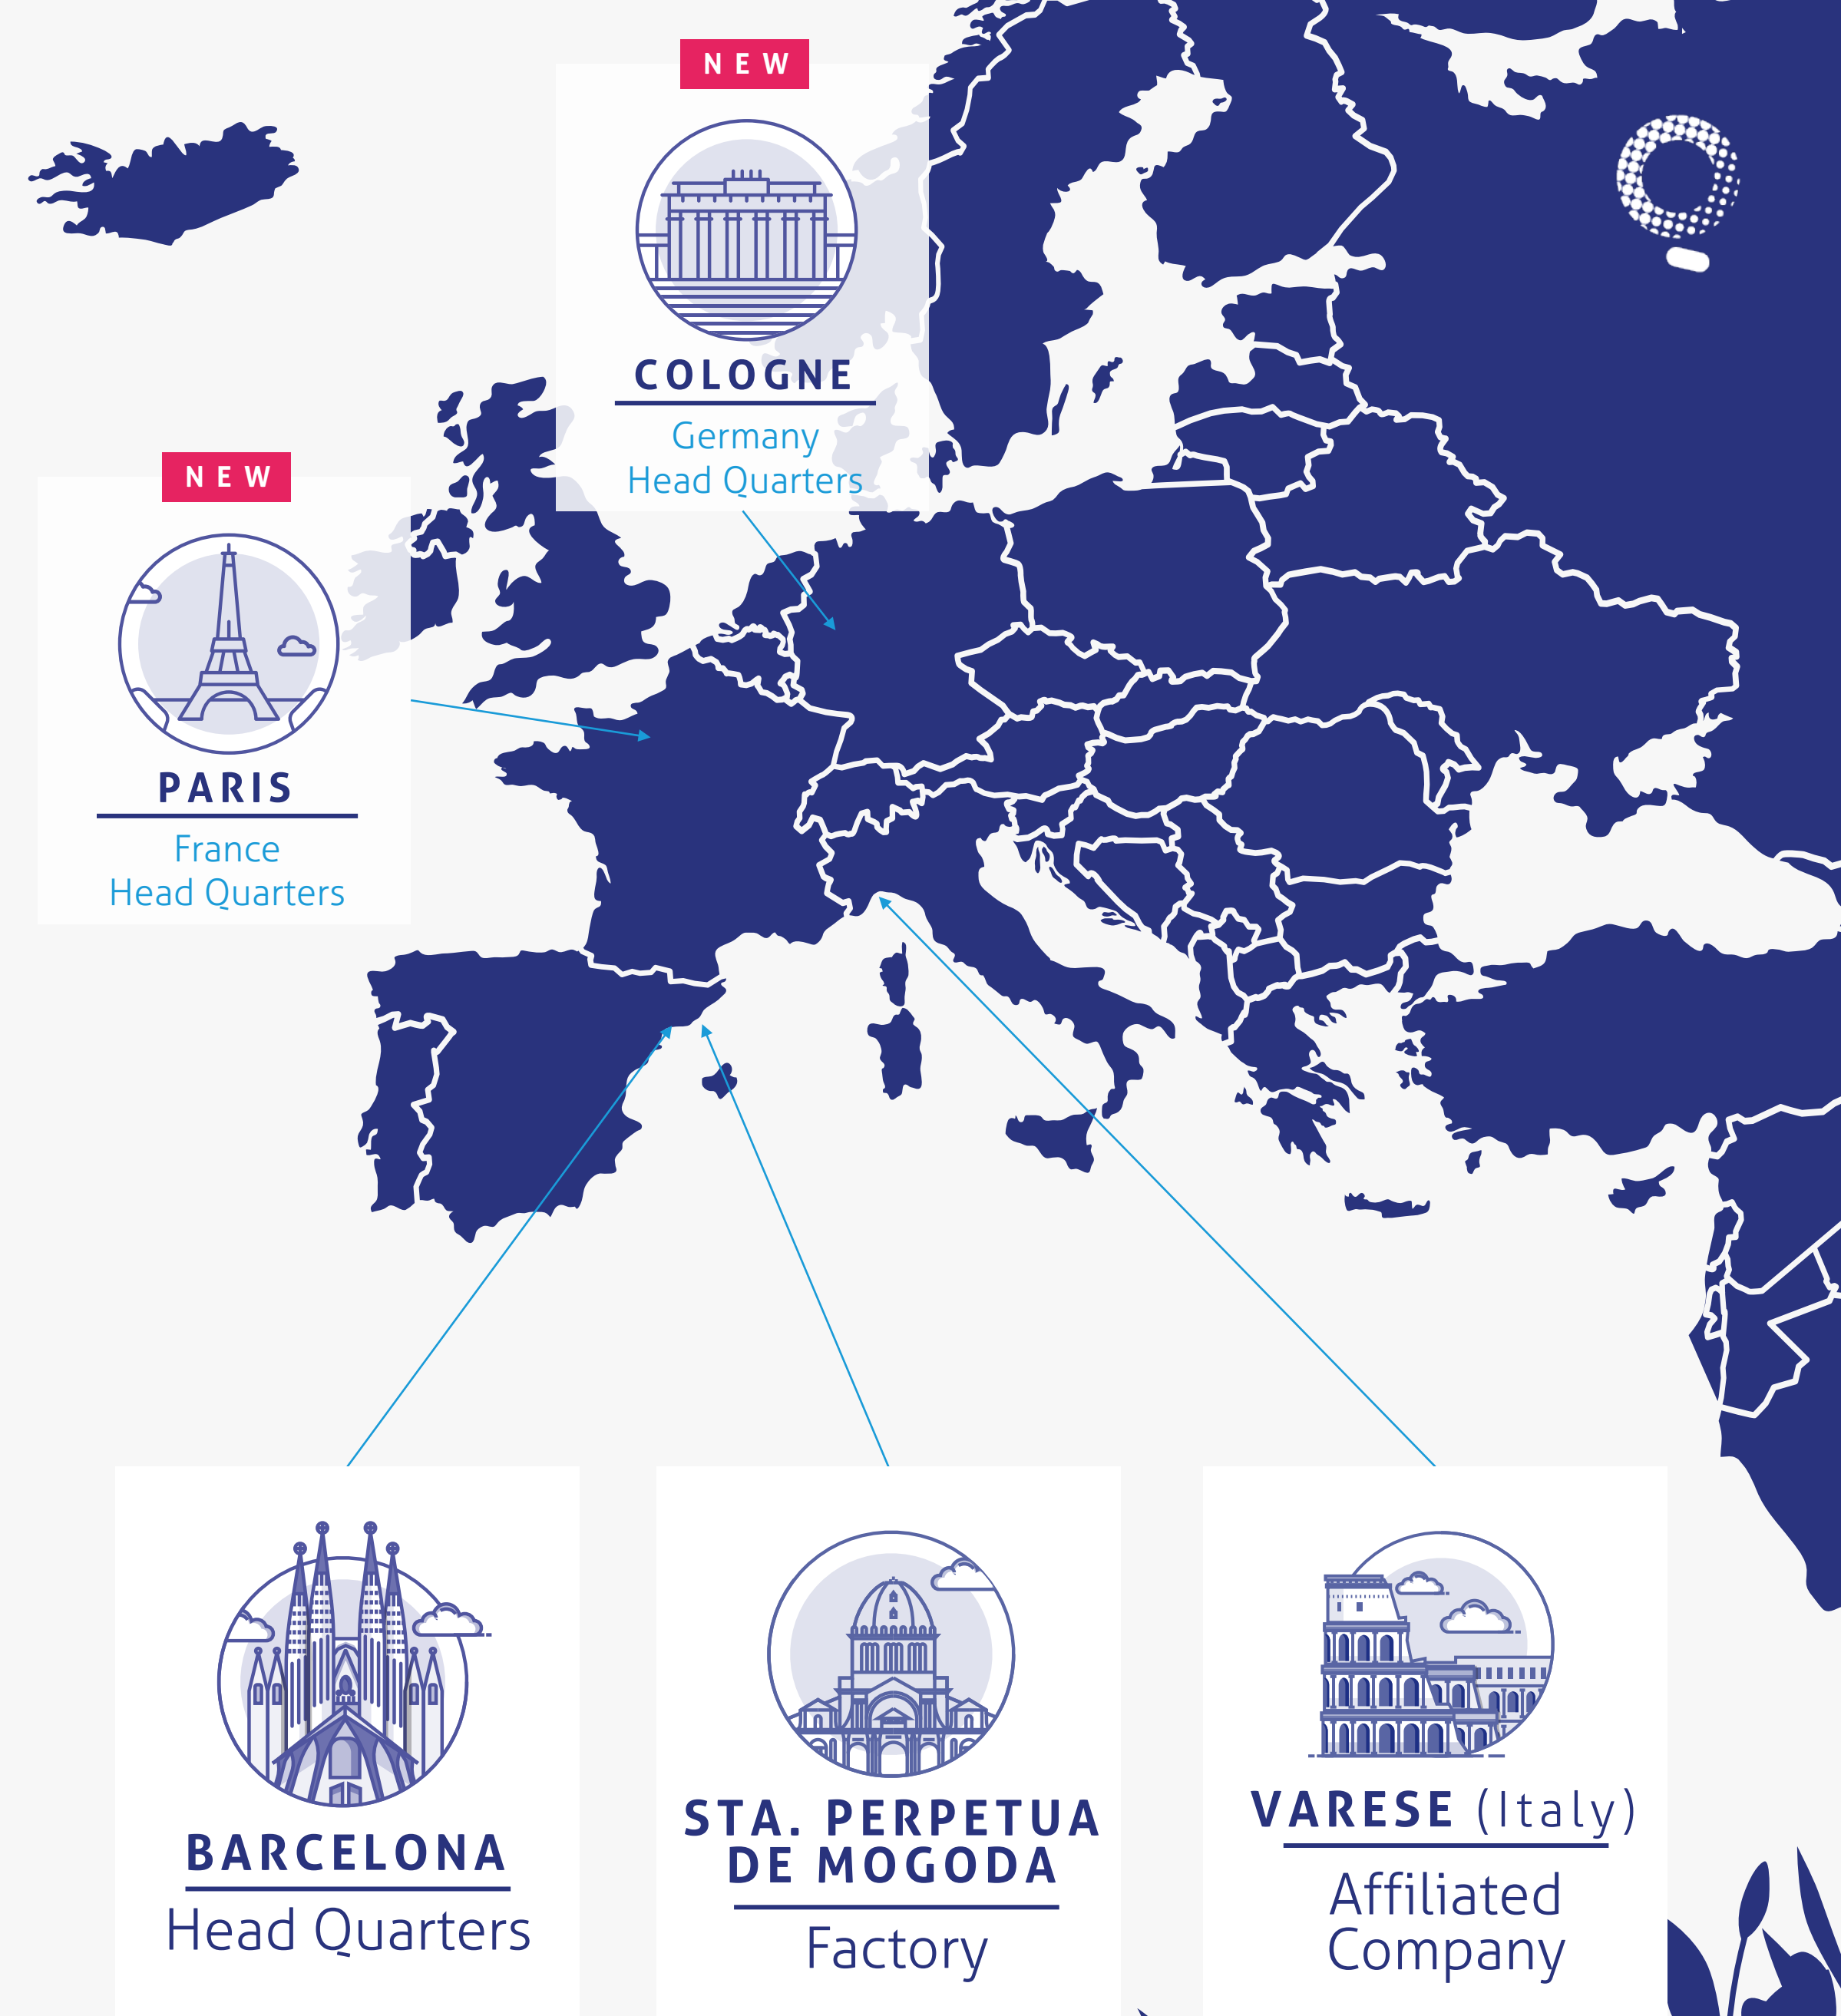 NEW
COLOGNE
Germany
Head Quarters
NEW
PARIS
France
Head Quarters
BARCELONA
Head Quarters
STA. PERPETUA
DE MOGODA
Factory
VARESE (Italy)
Affiliated
Company